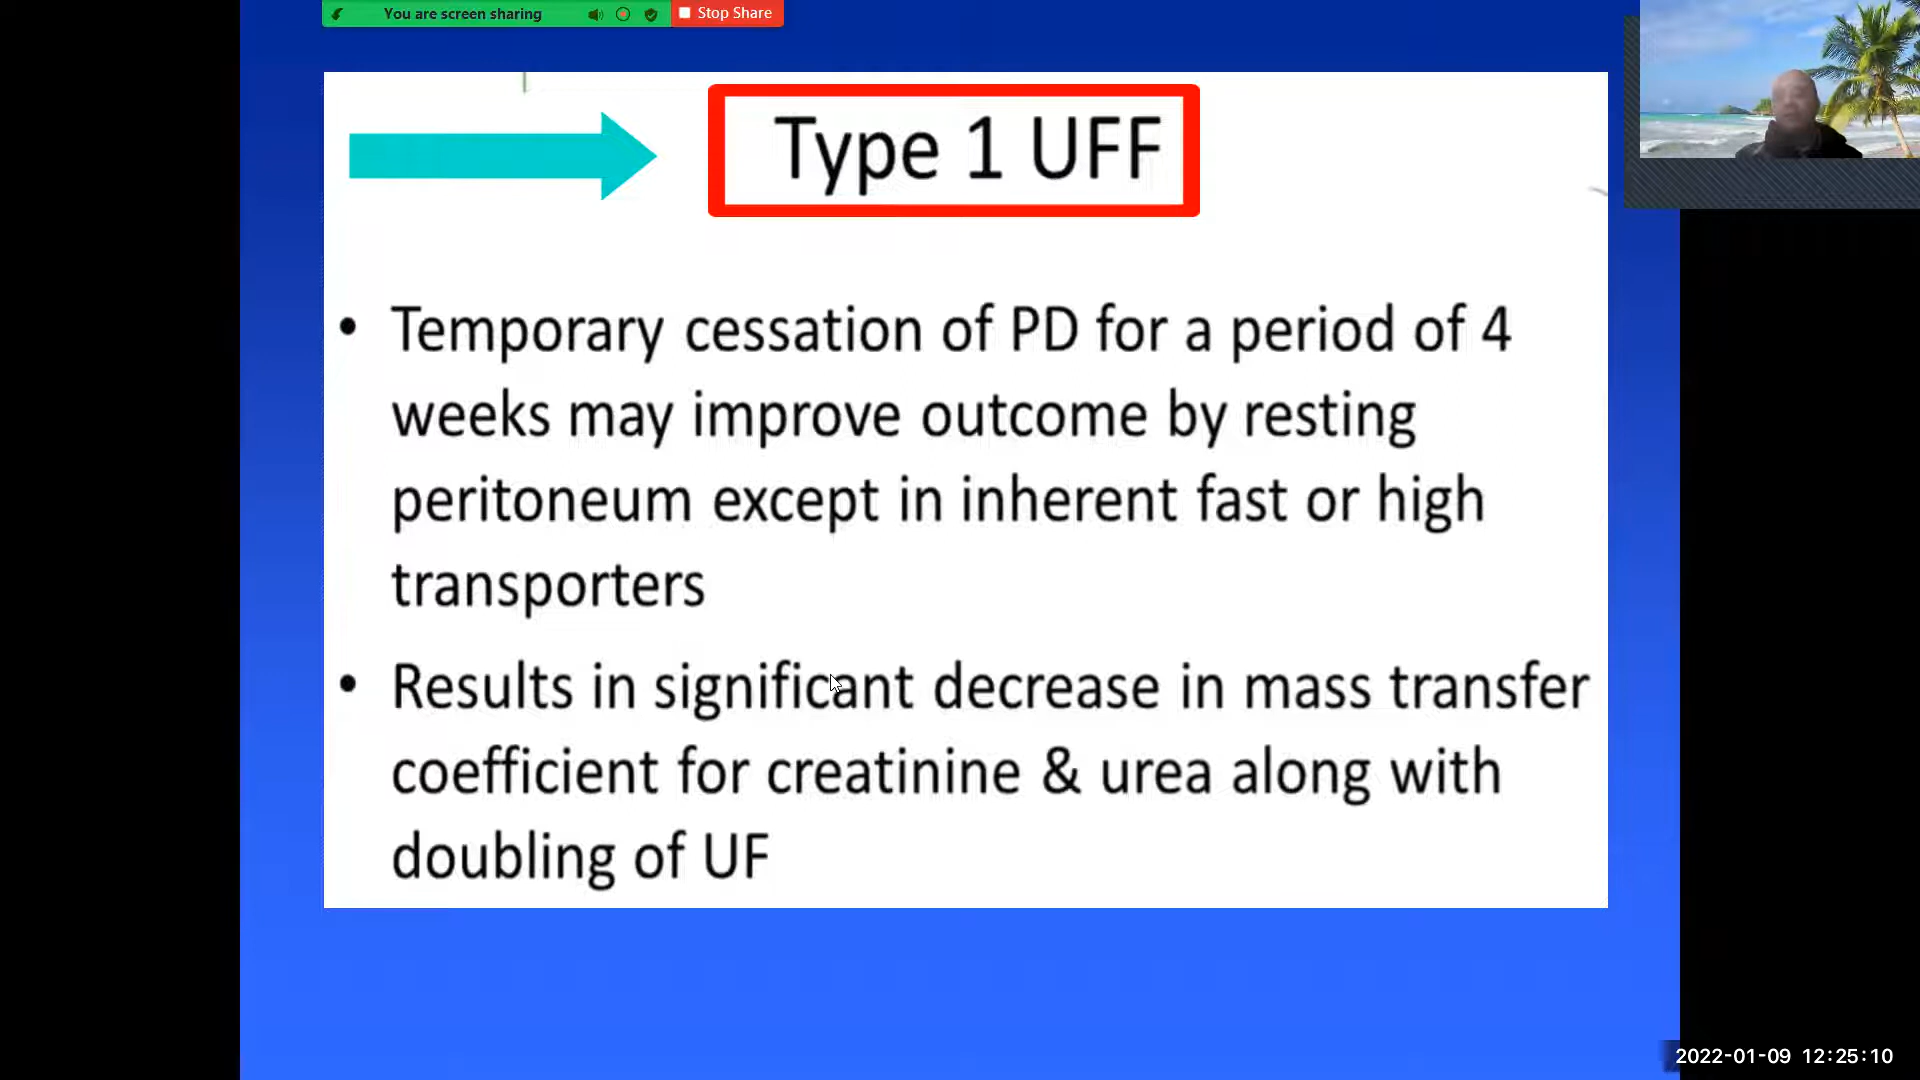 You are screen sharing
Stop Share
Type 1 UFF
• Temporary cessation of PD for a period of 4
weeks may improve outcome by resting
peritoneum except in inherent fast or high
transporters
• Results in significant decrease in mass transfer
coefficient for creatinine & urea along with
doubling of UF
2022-01-09 12:25:10